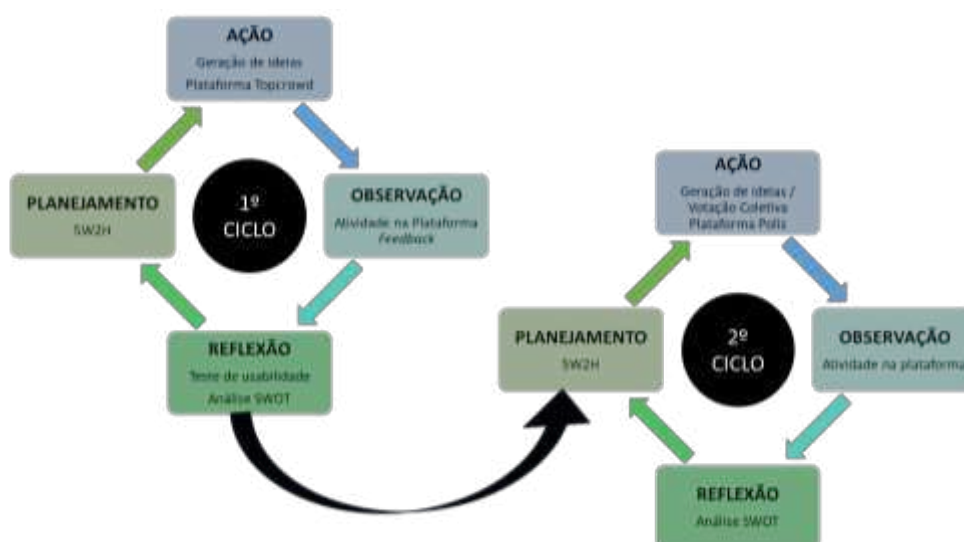 AÇÃO
Geração de Ideias
Plataforma Topcrowd
PLANEJAMENTO
5W2H
1º
CICLO
OBSERVAÇÃO
Atividade na Plataforma
Feedback
REFLEXÃO
Teste de usabilidade
Análise SWOT
AÇÃO
Geração de ideias /
Votação Coletiva
Plataforma Polis
PLANEJAMENTO
5W2H
2º
CICLO
OBSERVAÇÃO
Atividade na plataforma
REFLEXÃO
Análise SWOT